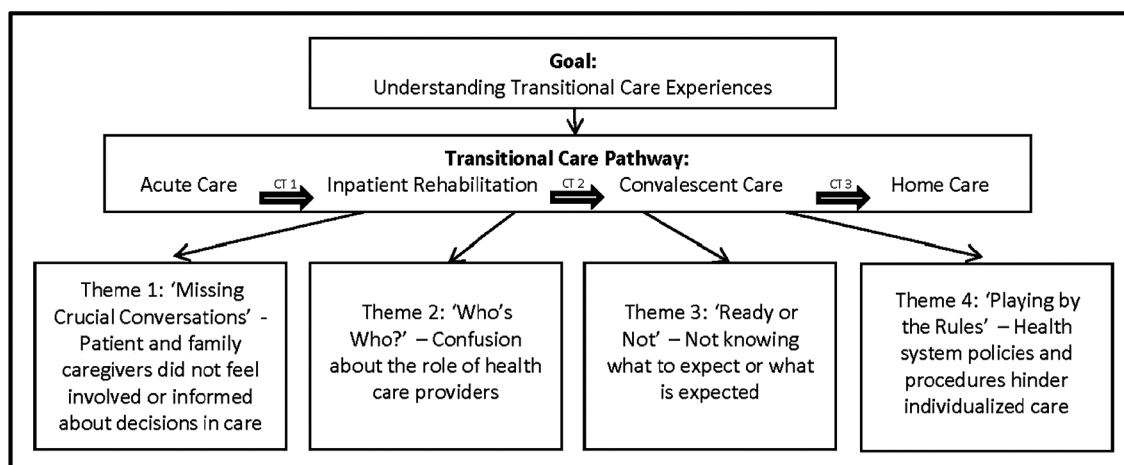 Goal:
Understanding Transitional Care Experiences
Transitional Care Pathway:
Acute Care CT 1 Inpatient Rehabilitation CT 2 Convalescent Care CT 3 Home Care
Theme 1: ‘Missing
Crucial Conversations’ -
Patient and family
caregivers did not feel
involved or informed
about decisions in care
Theme 2: ‘Who’s
Who?’ – Confusion
about the role of health
care providers
Theme 3: ‘Ready or
Not’ – Not knowing
what to expect or what
is expected
Theme 4: ‘Playing by
the Rules’ – Health
system policies and
procedures hinder
individualized care